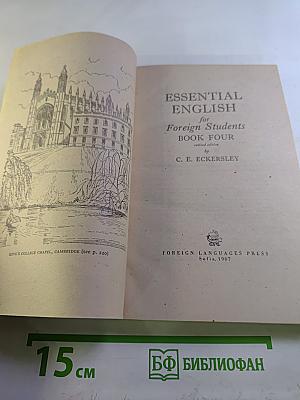 KING'S COLLEGE CHAPEL, CAMBRIDGE (see p. 220)
ESSENTIAL
ENGLISH
for
Foreign Students
BOOK FOUR
revised edition
by
C. E. ECKERSLEY
FOREIGN LANGUAGES PRESS
Sofia, 1967
15 см
БФ БИБЛИОФАН